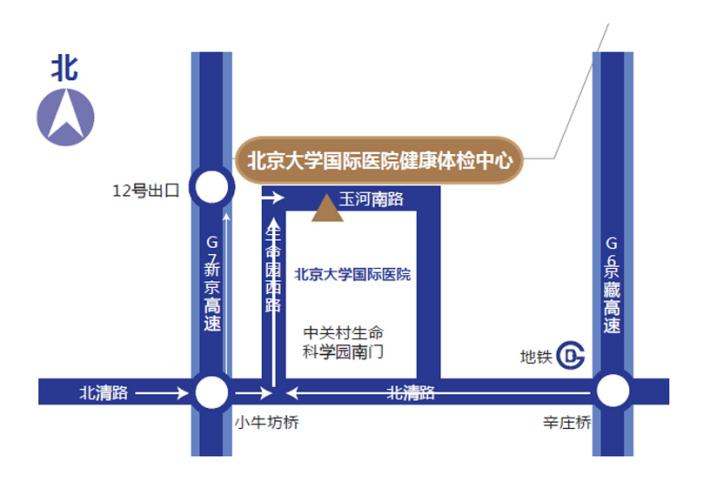 北
北京大学国际医院健康体检中心
12号出口
玉河南路
G7新京高速
生命园西路
G6京藏高速
北京大学国际医院
中关村生命
科学园南门
地铁
北清路
北清路
小牛坊桥
辛庄桥